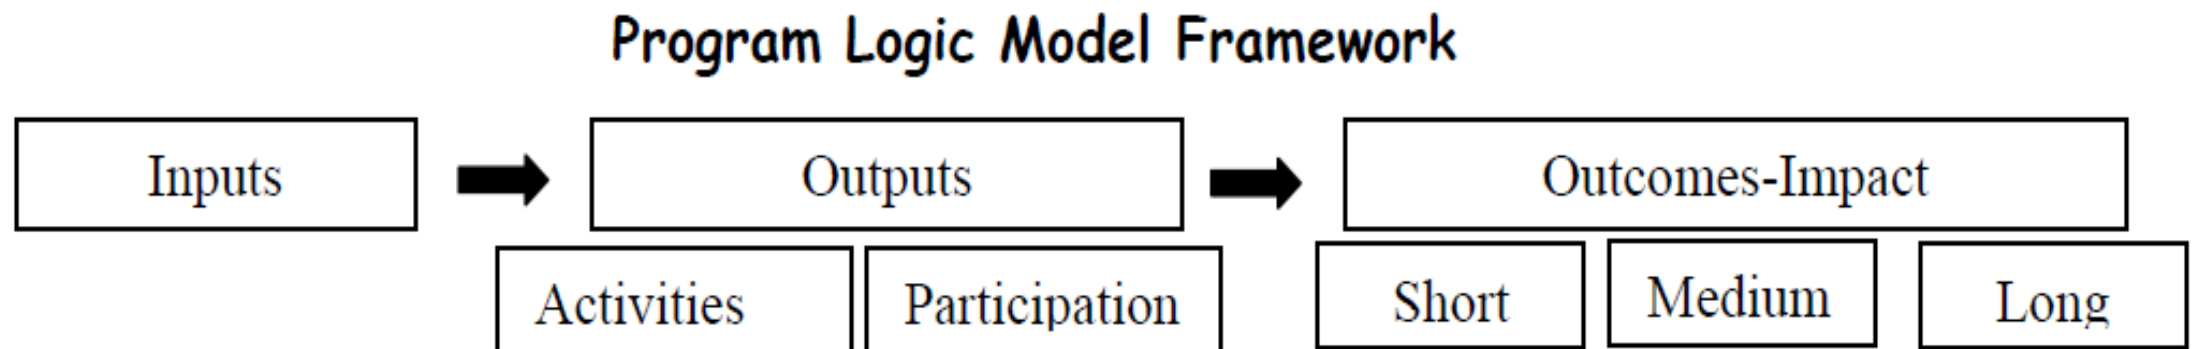 Program Logic Model Framework
Inputs
Outputs
Outcomes-Impact
Activities
Participation
Short
Medium
Long